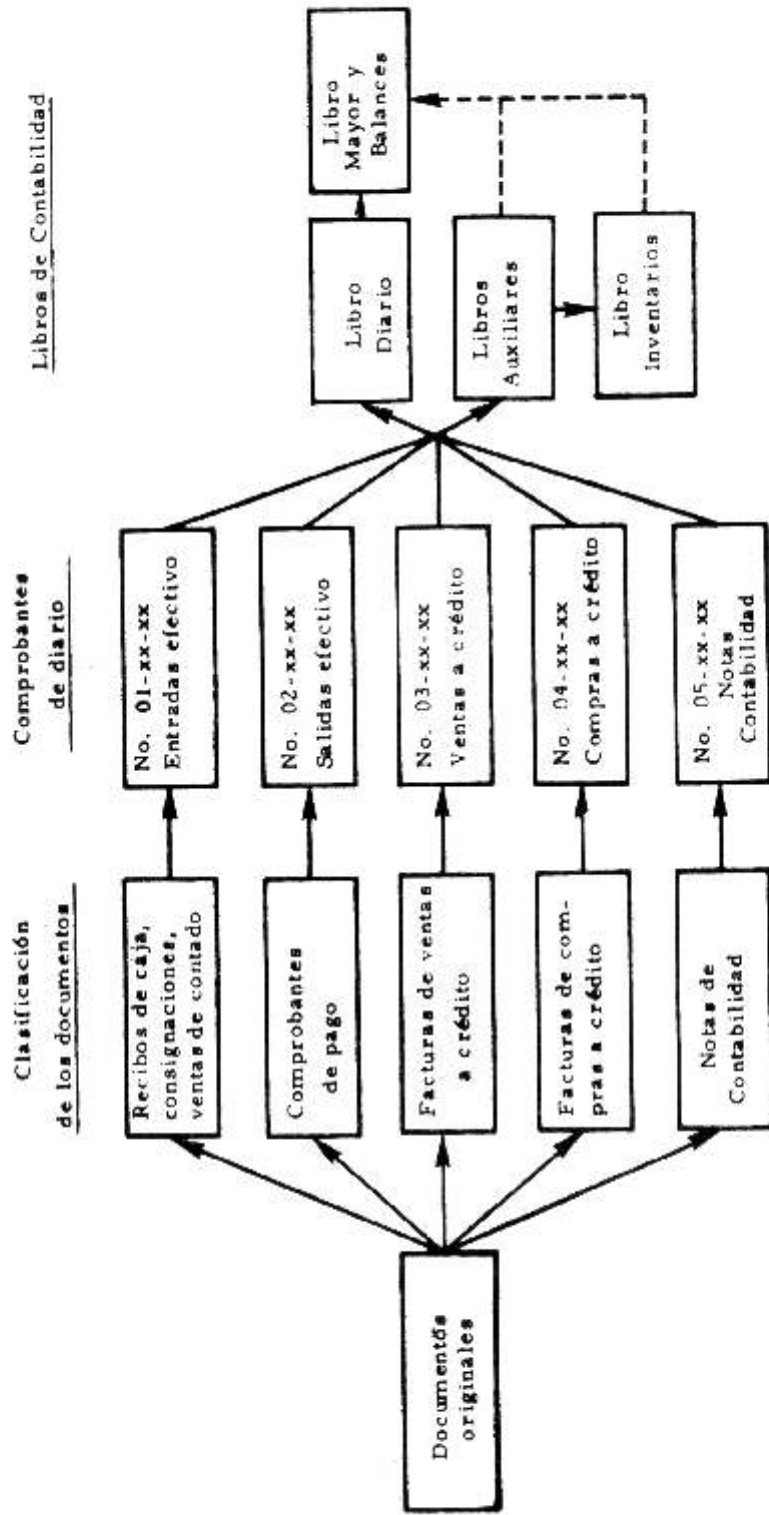 Clasificación
de los documentos
Comprobantes
de diario
Libros de Contabilidad
Documentos
originales
Recibos de caja,
consignaciones,
ventas de contado
Comprobantes
de pago
Facturas de ventas
a crédito
Facturas de com-
pras a crédito
Notas de
Contabilidad
No. 01-xx-xx
Entradas efectivo
No. 02-xx-xx
Salidas efectivo
No. 03-xx-xx
Ventas a crédito
No. 04-xx-xx
Compras a crédito
No. 05-xx-xx
Notas
Contabilidad
Libro
Diario
Libro
Mayor y
Balances
Libros
Auxiliares
Libro
Inventarios